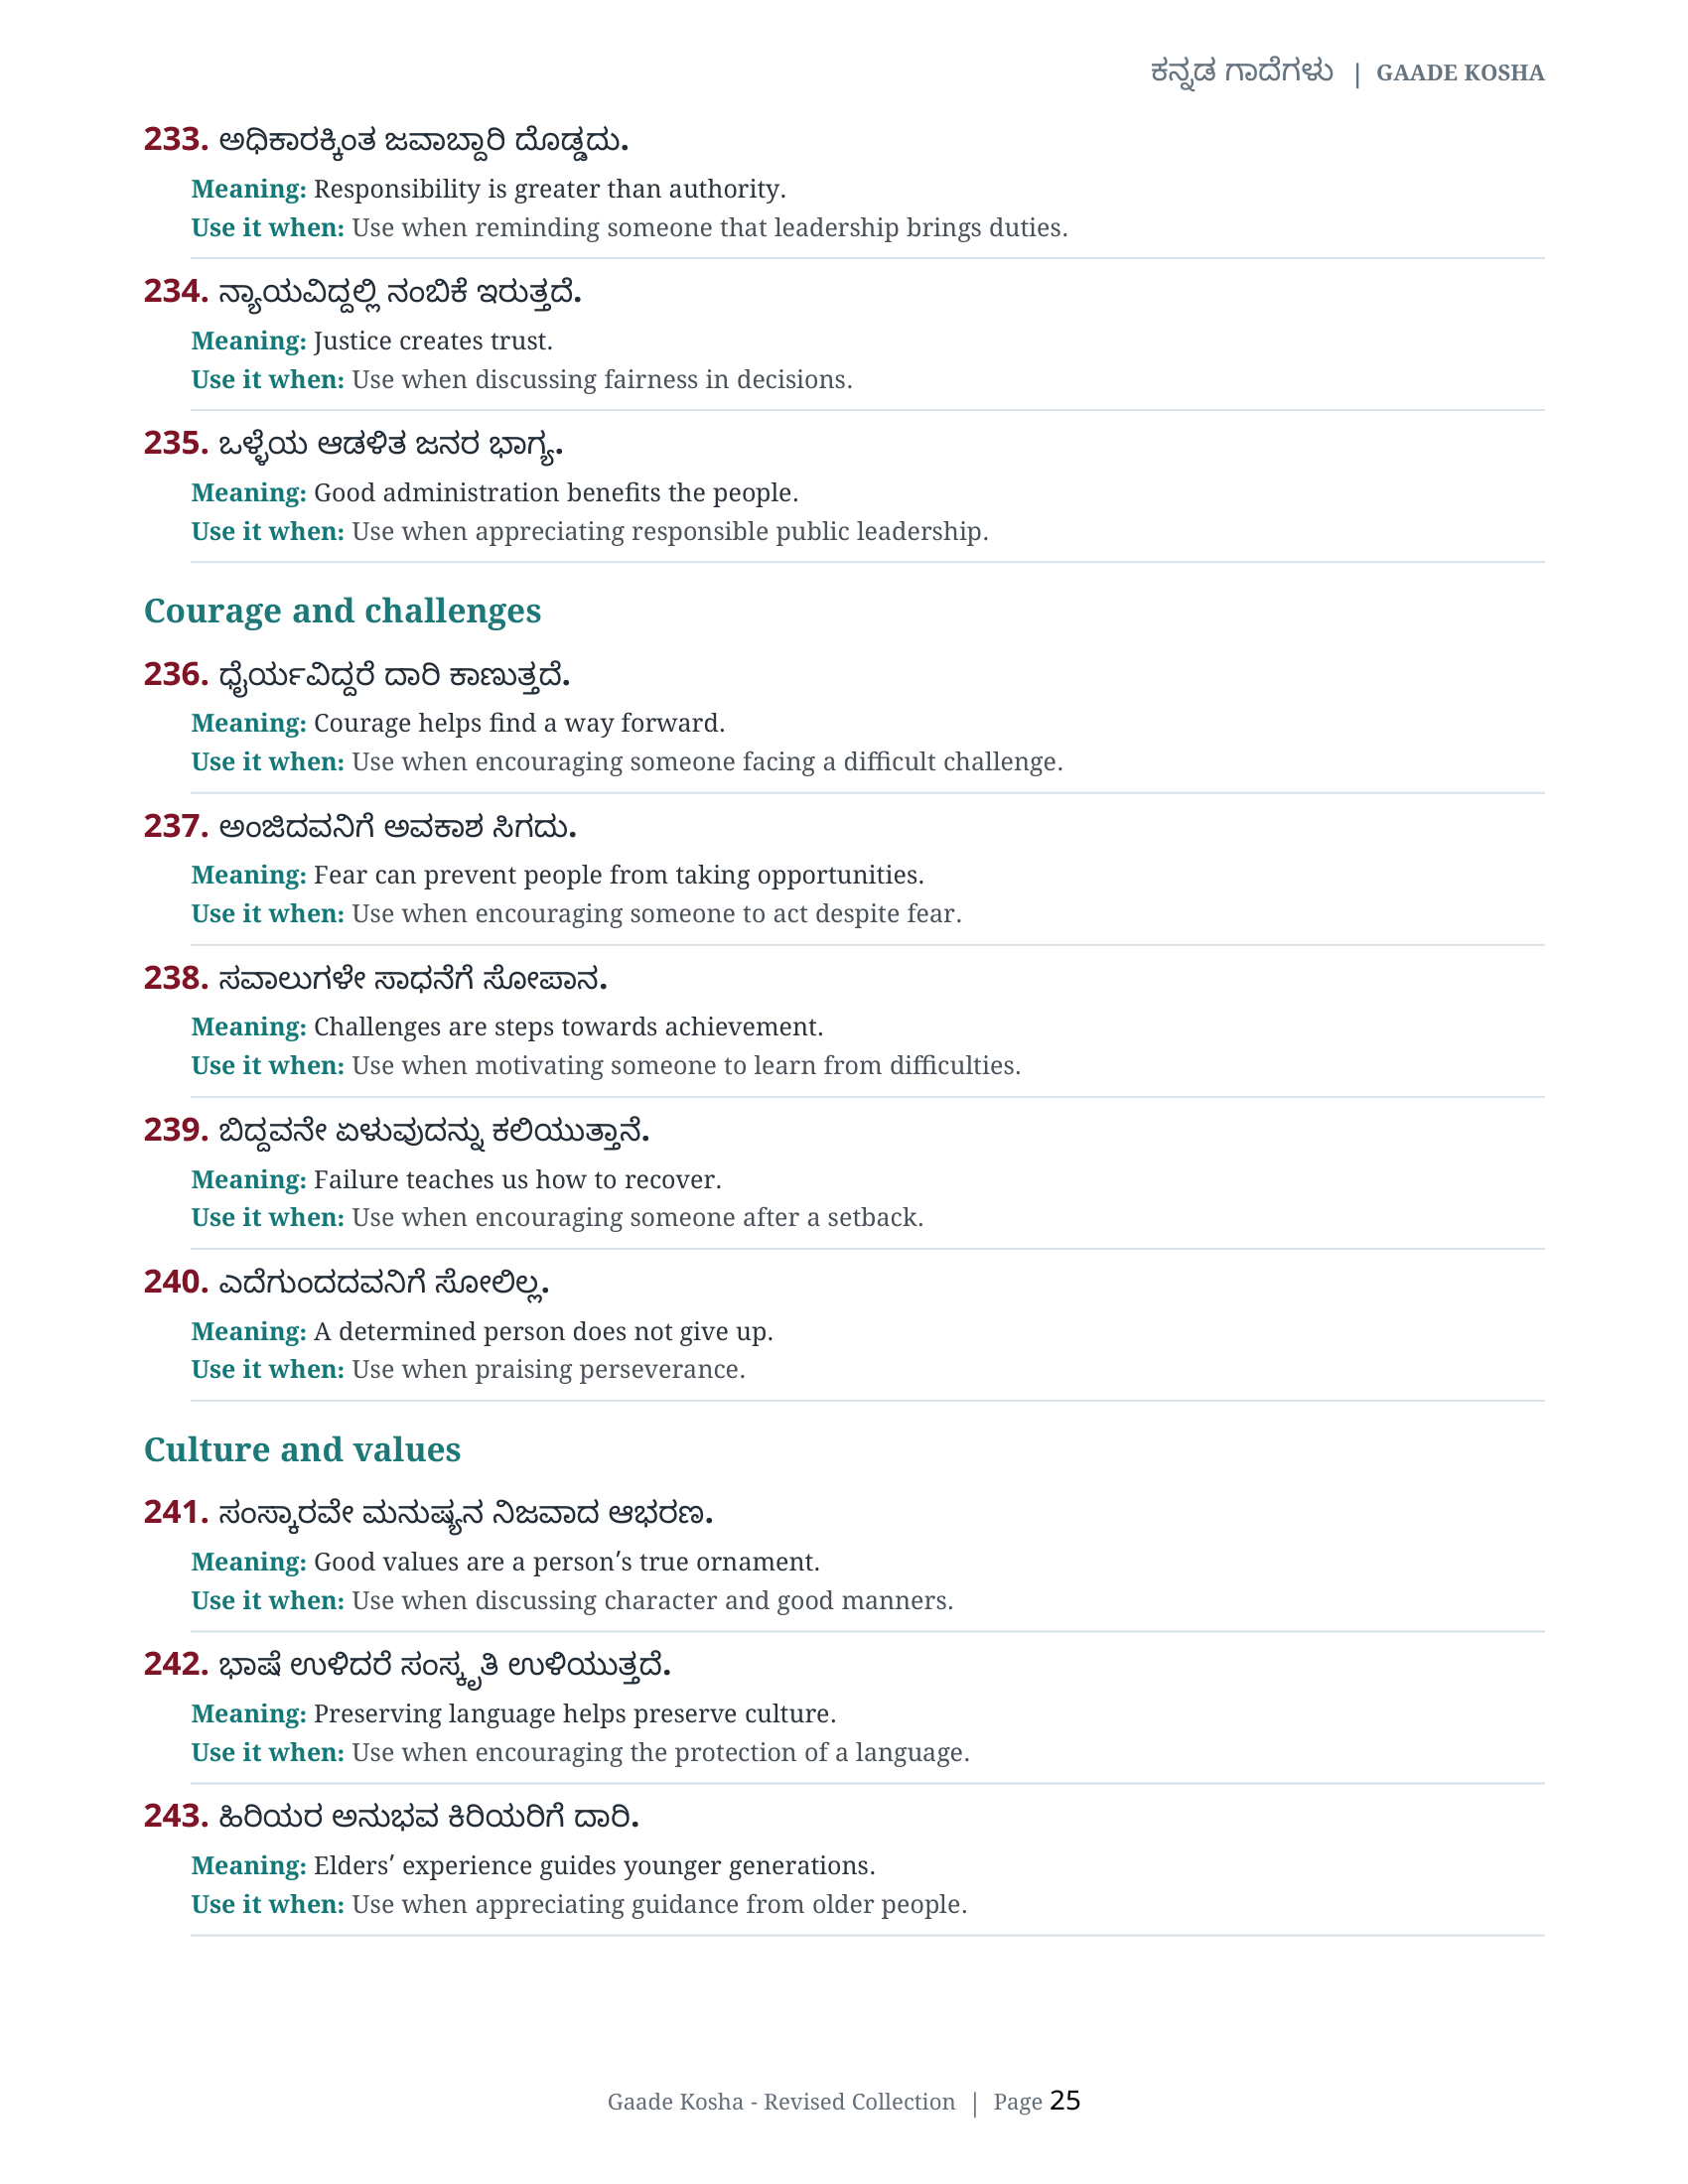 ಕನ್ನಡ ಗಾದೆಗಳು | GAADE KOSHA
233. ಅಧಿಕಾರಕ್ಕಿಂತ ಜವಾಬ್ದಾರಿ ದೊಡ್ಡದು.
Meaning: Responsibility is greater than authority.
Use it when: Use when reminding someone that leadership brings duties.
234. ನ್ಯಾಯವಿದ್ದಲ್ಲಿ ನಂಬಿಕೆ ಇರುತ್ತದೆ.
Meaning: Justice creates trust.
Use it when: Use when discussing fairness in decisions.
235. ಒಳ್ಳೆಯ ಆಡಳಿತ ಜನರ ಭಾಗ್ಯ.
Meaning: Good administration benefits the people.
Use it when: Use when appreciating responsible public leadership.
Courage and challenges
236. ಧೈರ್ಯವಿದ್ದರೆ ದಾರಿ ಕಾಣುತ್ತದೆ.
Meaning: Courage helps find a way forward.
Use it when: Use when encouraging someone facing a difficult challenge.
237. ಅಂಜಿದವನಿಗೆ ಅವಕಾಶ ಸಿಗದು.
Meaning: Fear can prevent people from taking opportunities.
Use it when: Use when encouraging someone to act despite fear.
238. ಸವಾಲುಗಳೇ ಸಾಧನೆಗೆ ಸೋಪಾನ.
Meaning: Challenges are steps towards achievement.
Use it when: Use when motivating someone to learn from difficulties.
239. ಬಿದ್ದವನೇ ಏಳುವುದನ್ನು ಕಲಿಯುತ್ತಾನೆ.
Meaning: Failure teaches us how to recover.
Use it when: Use when encouraging someone after a setback.
240. ಎದೆಗುಂದದವನಿಗೆ ಸೋಲಿಲ್ಲ.
Meaning: A determined person does not give up.
Use it when: Use when praising perseverance.
Culture and values
241. ಸಂಸ್ಕಾರವೇ ಮನುಷ್ಯನ ನಿಜವಾದ ಆಭರಣ.
Meaning: Good values are a person’s true ornament.
Use it when: Use when discussing character and good manners.
242. ಭಾಷೆ ಉಳಿದರೆ ಸಂಸ್ಕೃತಿ ಉಳಿಯುತ್ತದೆ.
Meaning: Preserving language helps preserve culture.
Use it when: Use when encouraging the protection of a language.
243. ಹಿರಿಯರ ಅನುಭವ ಕಿರಿಯರಿಗೆ ದಾರಿ.
Meaning: Elders’ experience guides younger generations.
Use it when: Use when appreciating guidance from older people.
Gaade Kosha - Revised Collection | Page 25